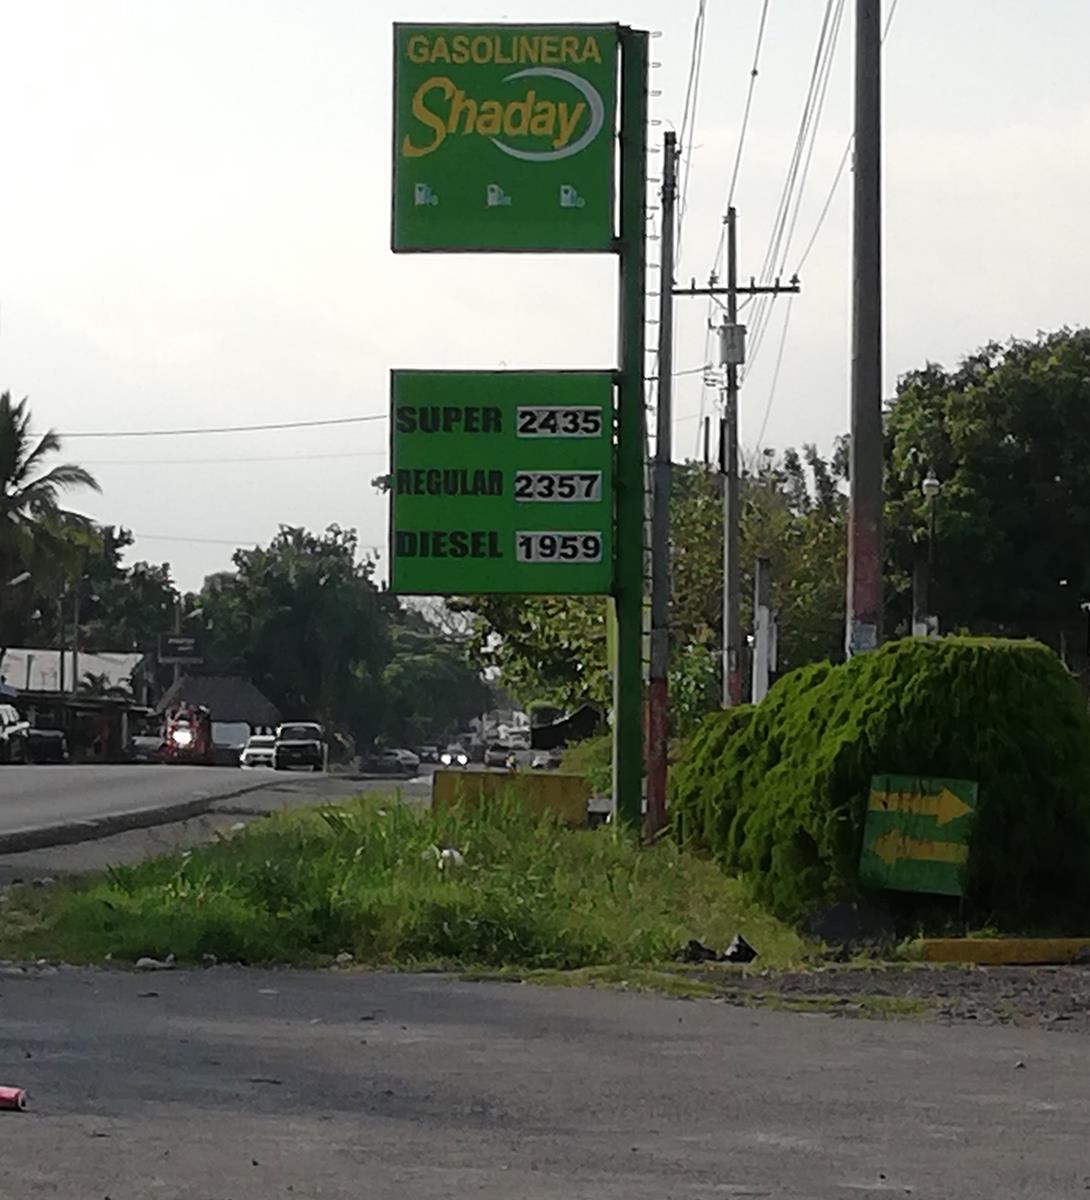 GASOLINERA
Shaday
SUPER 2435
REGULAR 2357
DIESEL 1959